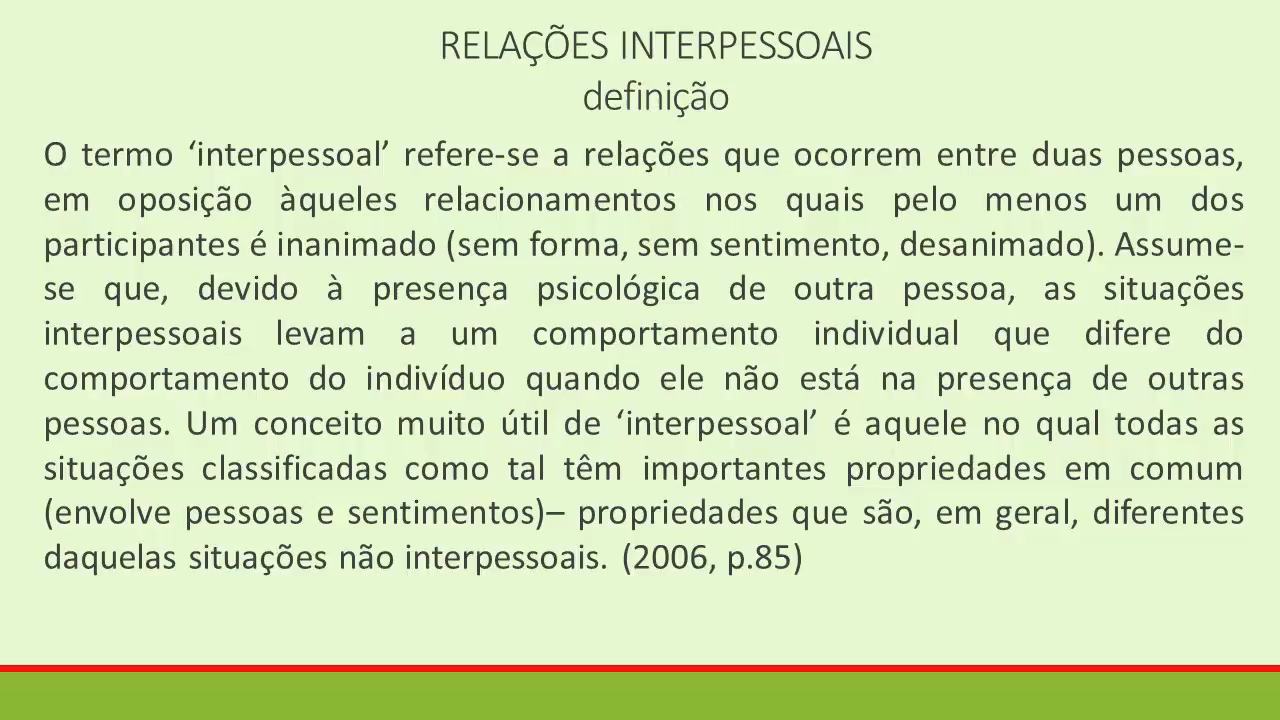 RELAÇÕES INTERPESSOAIS
definição
O termo ‘interpessoal’ refere-se a relações que ocorrem entre duas pessoas,
em oposição àqueles relacionamentos nos quais pelo menos um dos
participantes é inanimado (sem forma, sem sentimento, desanimado). Assume-
se que, devido à presença psicológica de outra pessoa, as situações
interpessoais levam a um comportamento individual que difere do
comportamento do indivíduo quando ele não está na presença de outras
pessoas. Um conceito muito útil de ‘interpessoal’ é aquele no qual todas as
situações classificadas como tal têm importantes propriedades em comum
(envolve pessoas e sentimentos)– propriedades que são, em geral, diferentes
daquelas situações não interpessoais. (2006, p.85)